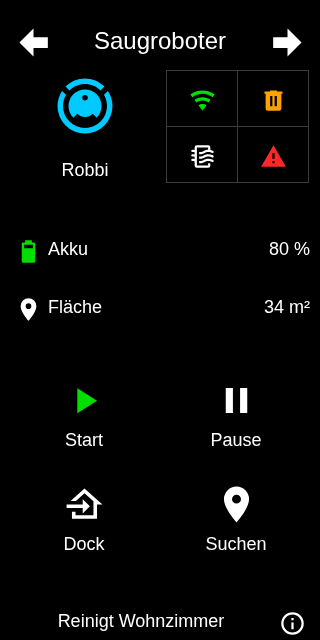 Saugroboter
Robbi
Akku 80 %
Fläche 34 m²
Start Pause
Dock Suchen
Reinigt Wohnzimmer